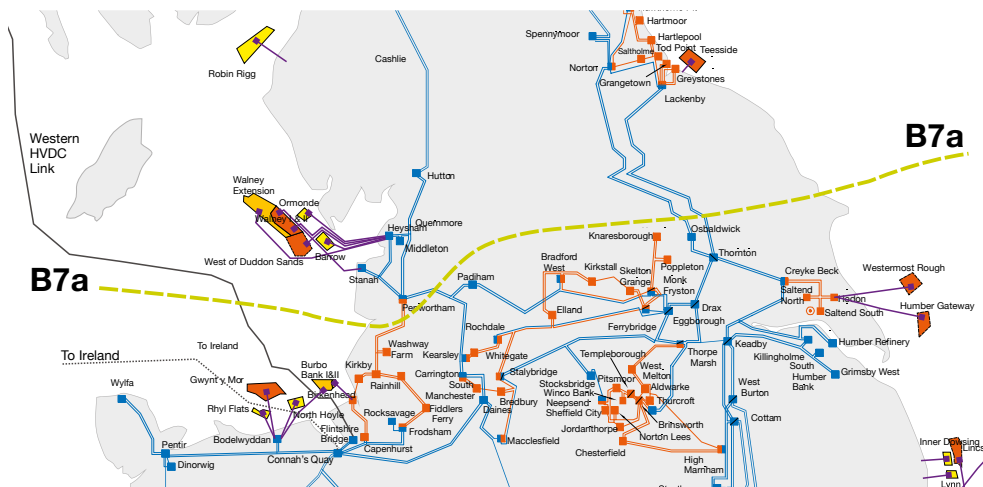 Hartmoor
Spennymoor
Hartlepool
Saltholme
Tod Point
Teesside
Cashlie
Robin Rigg
Norton
Grangetown
Greystones
Lackenby
Western
HVDC
Link
B7a
Hutton
Walney
Extension
Ormonde
Quernmore
Heysham
Middleton
Barrow
West of Duddon Sands
Stanah
Knaresborough
Osbaldwick
Thornton
Bradford
West
Kirkstall
Skelton
Grange
Poppleton
Monk
Fryston
Creyke Beck
Westermost Rough
B7a
Padiham
Penwortham
Saltend
North
Hedon
Saltend South
Humber Gateway
Elland
Drax
Eggborough
Ferrybridge
Rochdale
To Ireland
To Ireland
Washway
Farm
Kearsley
Whitegate
Templeborough
Thorpe
Marsh
Keadby
Killingholme
Humber Refinery
South
Humber
Bank
Grimsby West
Wylfa
Gwynt y Mor
Burbo
Bank I&II
Birkenhead
Kirkby
Rainhill
Carrington
South
Manchester
Stalybridge
Stocksbridge
Pitsmoor
West
Melton
Aldwarke
Winco Bank
Neepsend
Sheffield City
Thurcroft
West
Burton
Rhyl Flats
North Hoyle
Rocksavage
Fiddlers
Ferry
Daines
Bredbury
Jordanthorpe
Brihsworth
Norton Lees
Cottam
Bodelwyddan
Flintshire
Bridge
Frodsham
Macclesfield
Chesterfield
Pentir
Dinorwig
Connah's Quay
Capenhurst
High
Marnham
Inner Dowsing
Lincs
Lynn